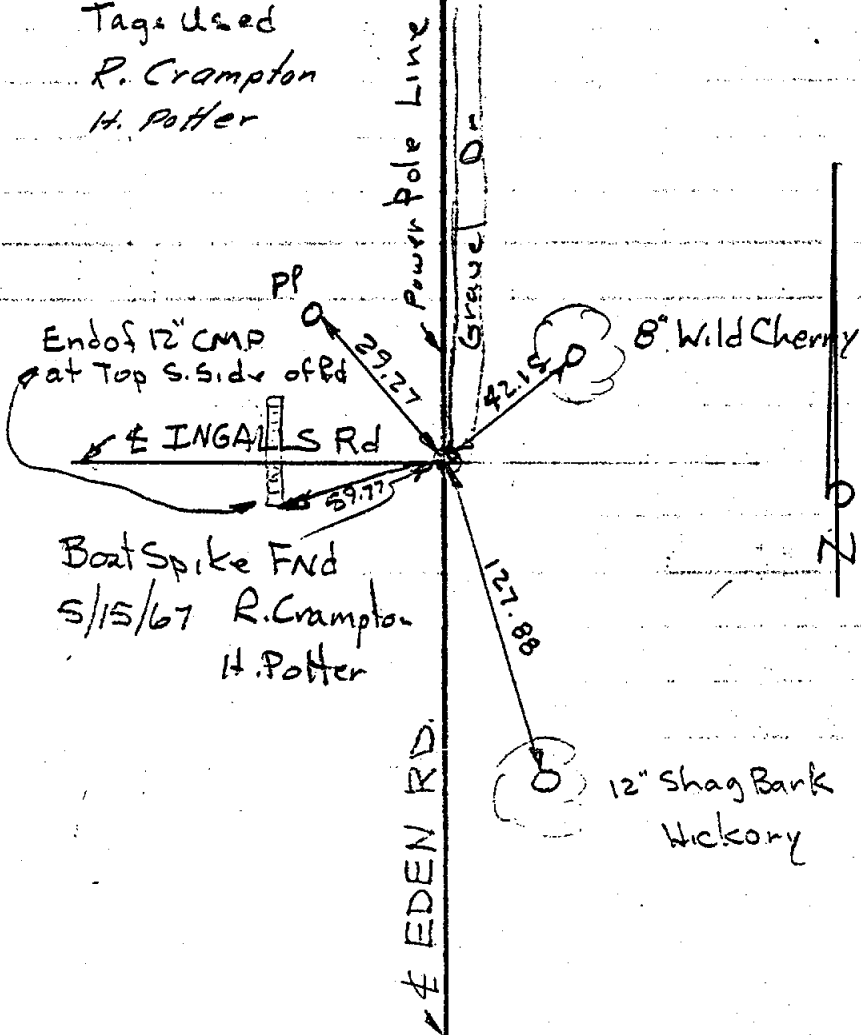 Tags Used
R. Crampton
H. Potter
Power Pole Line
Gravel Dr
PP
29.27
42.15
8" Wild Cherry
End of 12" CMP
at Top S. Side of Rd
℄ INGALLS Rd
59.77
Boat Spike FNd
5/15/67 R. Crampton
H. Potter
127.88
12" Shag Bark
Hickory
℄ EDEN RD.
N